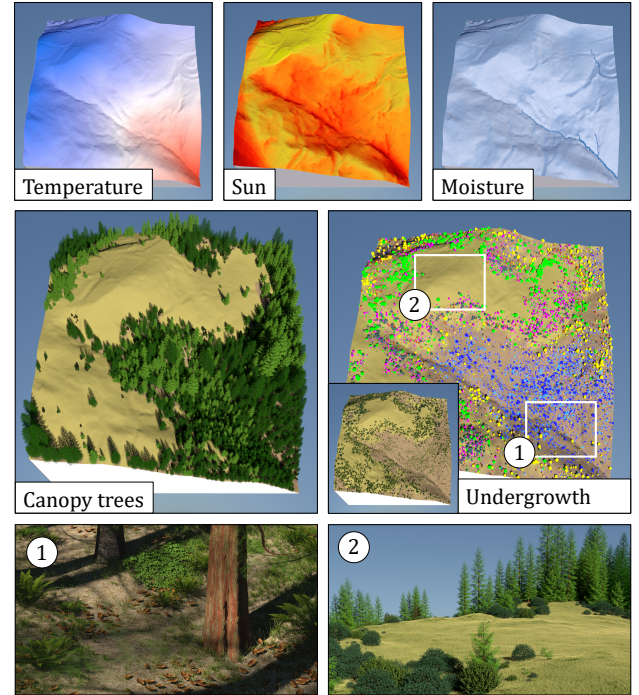 Temperature
Sun
Moisture
2
1
Canopy trees
Undergrowth
1
2